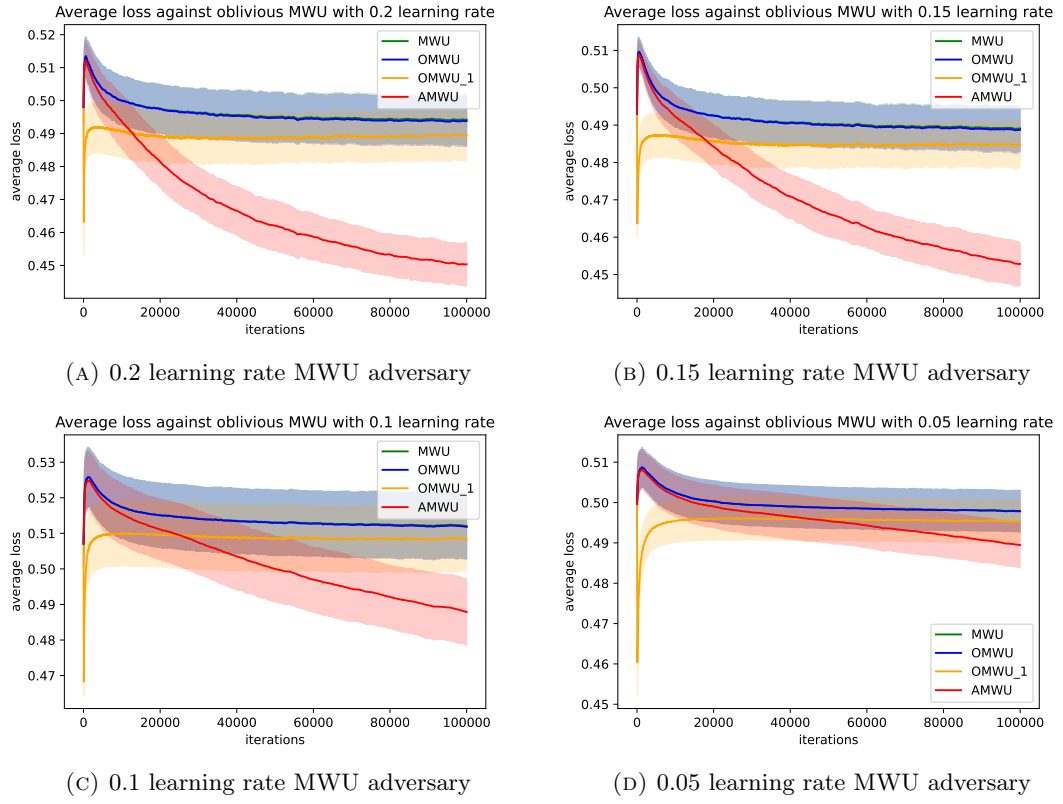 Average loss against oblivious MWU with 0.2 learning rate
0.52
0.51
0.50
0.49
0.48
0.47
0.46
0.45
average loss
MWU
OMWU
OMWU_1
AMWU
0 20000 40000 60000 80000 100000
iterations
(A) 0.2 learning rate MWU adversary
Average loss against oblivious MWU with 0.15 learning rate
0.51
0.50
0.49
0.48
0.47
0.46
0.45
average loss
MWU
OMWU
OMWU_1
AMWU
0 20000 40000 60000 80000 100000
iterations
(B) 0.15 learning rate MWU adversary
Average loss against oblivious MWU with 0.1 learning rate
0.53
0.52
0.51
0.50
0.49
0.48
0.47
average loss
MWU
OMWU
OMWU_1
AMWU
0 20000 40000 60000 80000 100000
iterations
(C) 0.1 learning rate MWU adversary
Average loss against oblivious MWU with 0.05 learning rate
0.51
0.50
0.49
0.48
0.47
0.46
0.45
average loss
MWU
OMWU
OMWU_1
AMWU
0 20000 40000 60000 80000 100000
iterations
(D) 0.05 learning rate MWU adversary